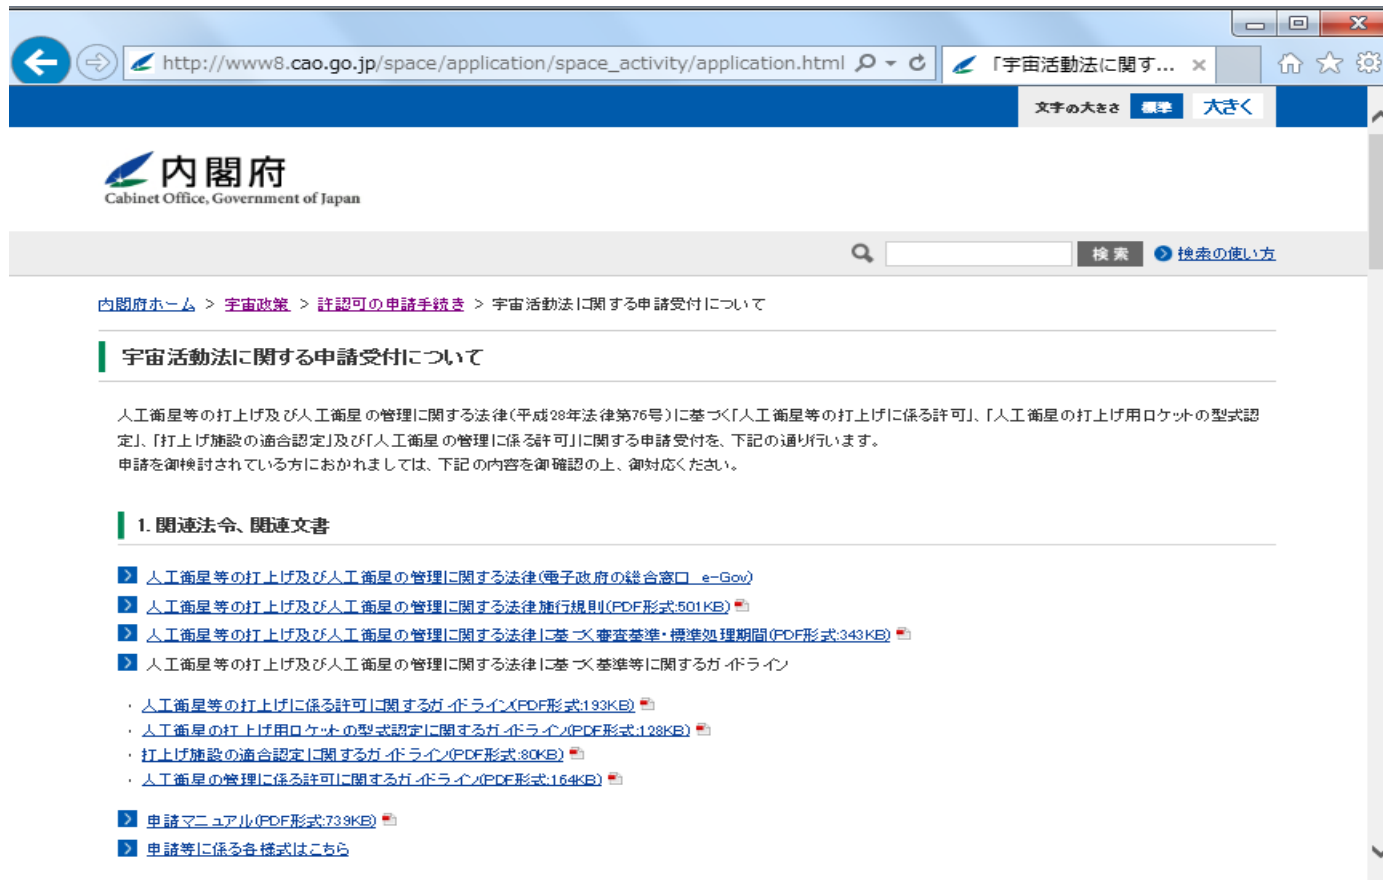 http://www8.cao.go.jp/space/application/space_activity/application.html
「宇宙活動法に関す...
文字の大きさ 標準 大きく
内閣府
Cabinet Office, Government of Japan
検索 検索の使い方
内閣府ホーム > 宇宙政策 > 許認可の申請手続き > 宇宙活動法に関する申請受付について
宇宙活動法に関する申請受付について
人工衛星等の打上げ及び人工衛星の管理に関する法律(平成28年法律第76号)に基づく「人工衛星等の打上げに係る許可」、「人工衛星の打上げ用ロケットの型式認
定」、「打上げ施設の適合認定」及び「人工衛星の管理に係る許可」に関する申請受付を、下記の通り行います。
申請を御検討されている方におかれましては、下記の内容を御確認の上、御対応ください。
1. 関連法令、関連文書
人工衛星等の打上げ及び人工衛星の管理に関する法律(電子政府の総合窓口 e-Gov)
人工衛星等の打上げ及び人工衛星の管理に関する法律施行規則(PDF形式:501KB)
人工衛星等の打上げ及び人工衛星の管理に関する法律に基づく審査基準・標準処理期間(PDF形式:343KB)
人工衛星等の打上げ及び人工衛星の管理に関する法律に基づく基準等に関するガイドライン
・ 人工衛星等の打上げに係る許可に関するガイドライン(PDF形式:193KB)
・ 人工衛星の打上げ用ロケットの型式認定に関するガイドライン(PDF形式:128KB)
・ 打上げ施設の適合認定に関するガイドライン(PDF形式:80KB)
・ 人工衛星の管理に係る許可に関するガイドライン(PDF形式:164KB)
申請マニュアル(PDF形式:739KB)
申請等に係る各様式はこちら